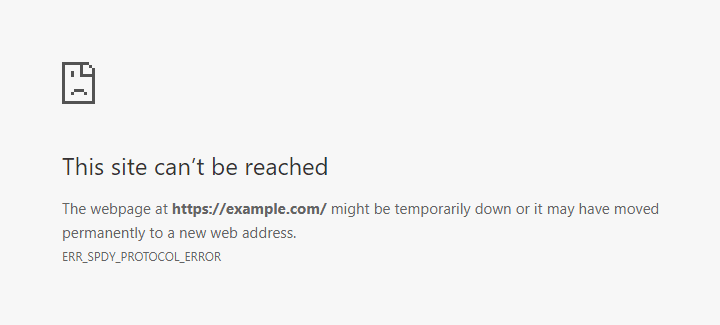 This site can’t be reached
The webpage at https://example.com/ might be temporarily down or it may have moved
permanently to a new web address.
ERR_SPDY_PROTOCOL_ERROR